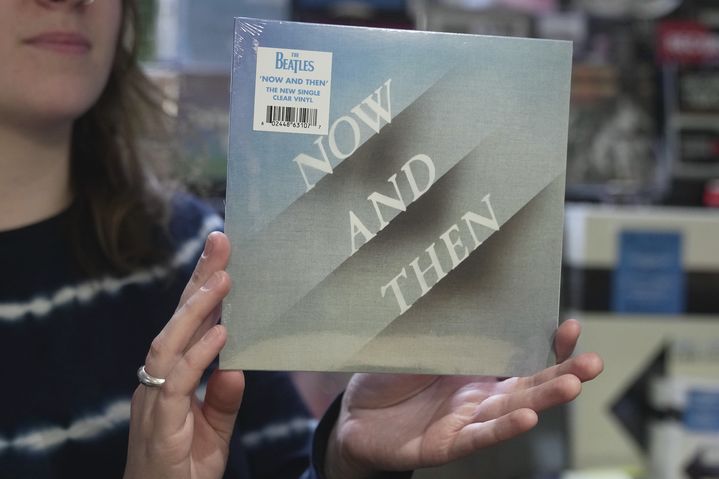 THE
BEATLES
'NOW AND THEN'
THE NEW SINGLE
CLEAR VINYL
NOW
AND
THEN